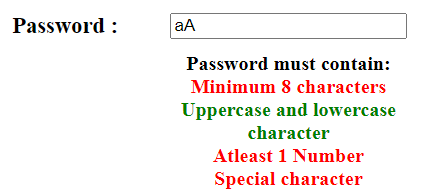 Password : aA
Password must contain:
Minimum 8 characters
Uppercase and lowercase
character
Atleast 1 Number
Special character